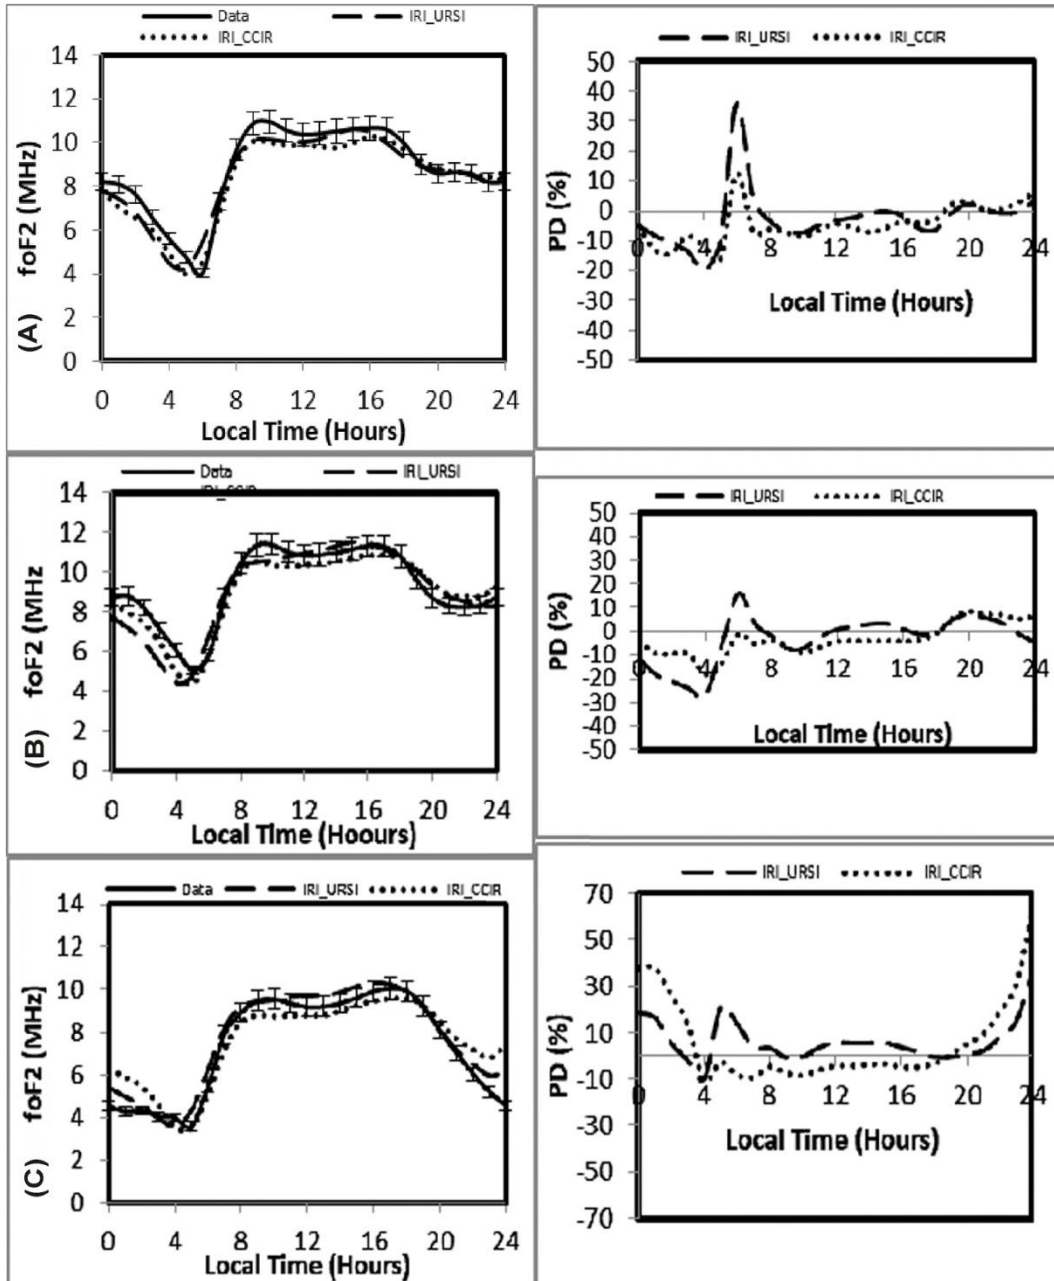 Data IRI_URSI
IRI_CCIR
14
12
10
8
6
4
2
0
foF2 (MHz)
(A)
0 4 8 12 16 20 24
Local Time (Hours)
IRI_URSI IRI_CCIR
50
40
30
20
10
0
-10
-20
-30
-40
-50
PD (%)
0 4 8 12 16 20 24
Local Time (Hours)
Data IRI_URSI
14
12
10
8
6
4
2
0
foF2 (MHz
(B)
0 4 8 12 16 20 24
Local Time (Hoours)
IRI_URSI IRI_CCIR
50
40
30
20
10
0
-10
-20
-30
-40
-50
PD (%)
0 4 8 12 16 20 24
Local Time (Hours)
Data IRI_URSI IRI_CCIR
14
12
10
8
6
4
2
0
foF2 (MHz]
(C)
0 4 8 12 16 20 24
Local Time (Hours)
IRI_URSI IRI_CCIR
70
50
30
10
-10
-30
-50
-70
PD (%)
0 4 8 12 16 20 24
Local Time (Hours)